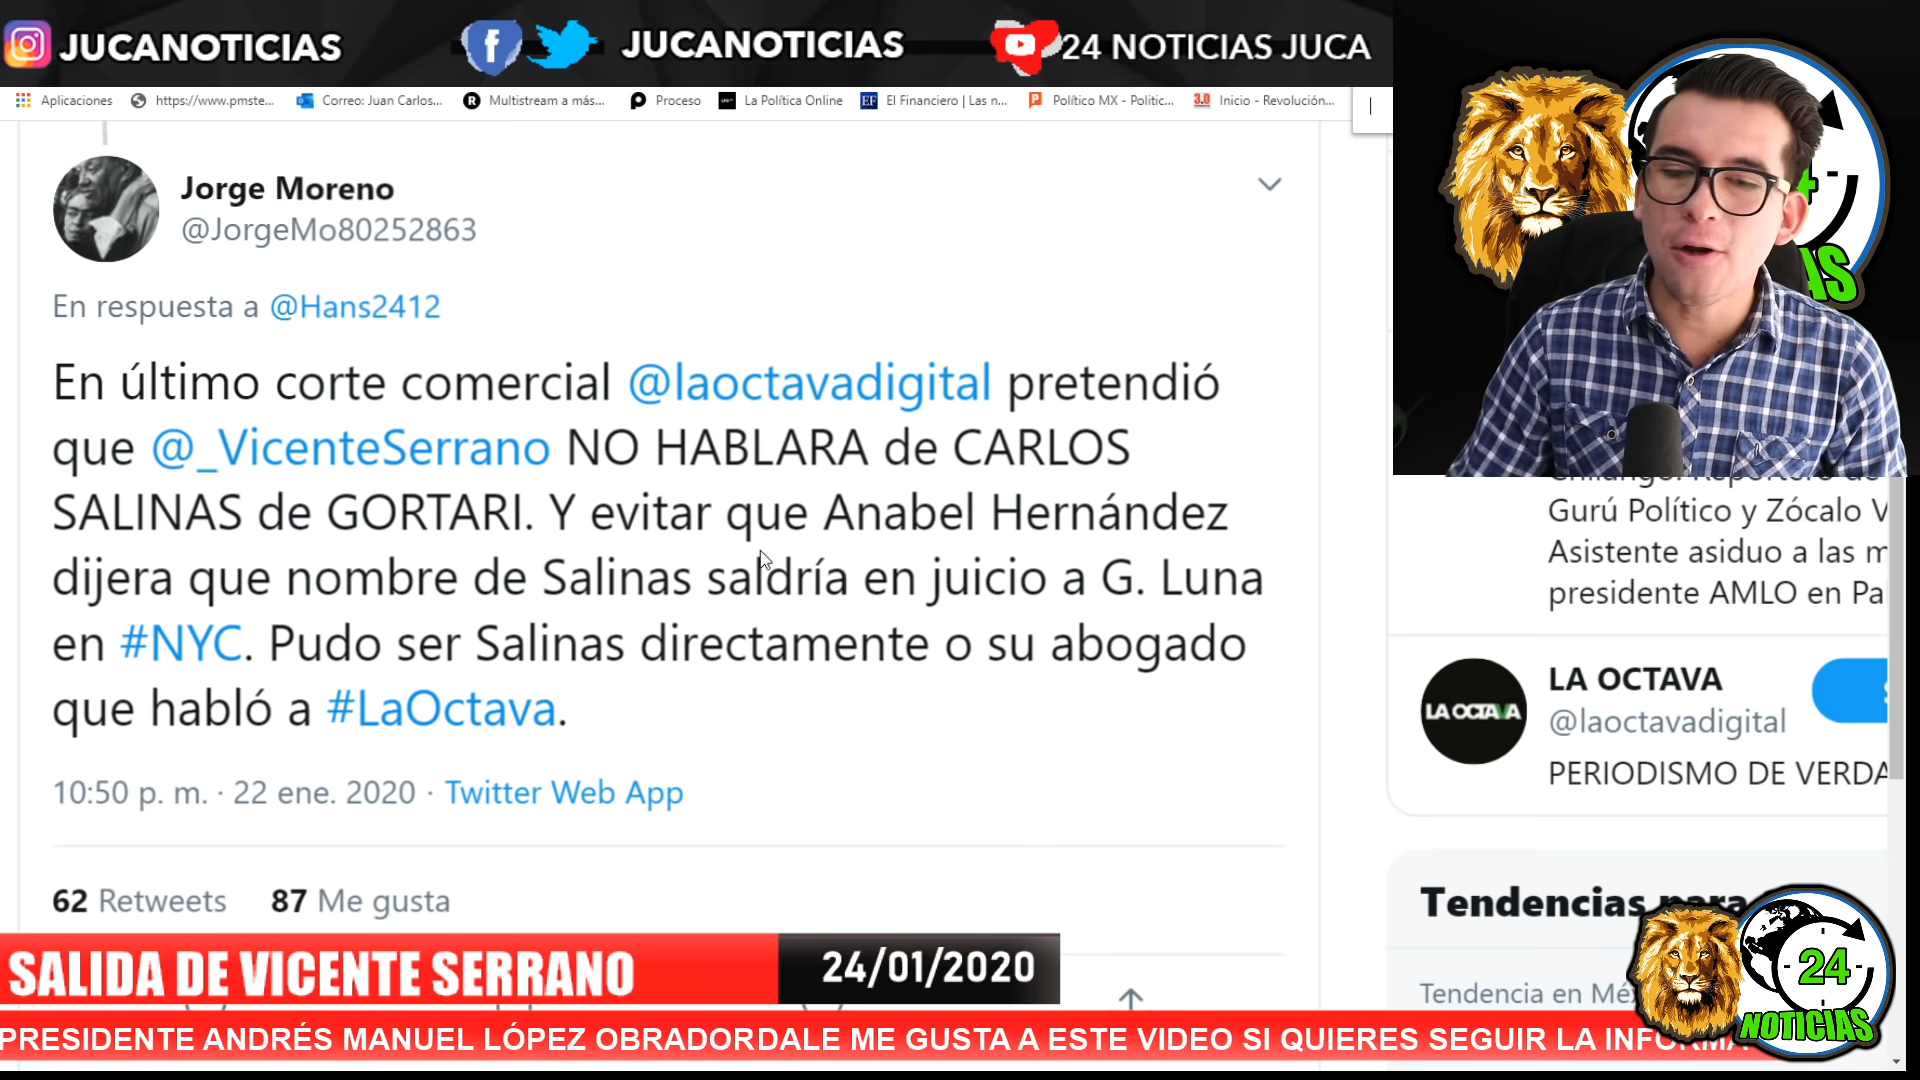 JUCANOTICIAS
JUCANOTICIAS
24 NOTICIAS JUCA
Aplicaciones
https://www.pmste...
Correo: Juan Carlos...
Multistream a más...
Proceso
La Política Online
El Financiero | Las n...
Político MX - Politic...
Inicio - Revolución...
Jorge Moreno
@JorgeMo80252863
En respuesta a @Hans2412
En último corte comercial @laoctavadigital pretendió
que @_VicenteSerrano NO HABLARA de CARLOS
SALINAS de GORTARI. Y evitar que Anabel Hernández
dijera que nombre de Salinas saldría en juicio a G. Luna
en #NYC. Pudo ser Salinas directamente o su abogado
que habló a #LaOctava.
10:50 p. m. · 22 ene. 2020 · Twitter Web App
62 Retweets 87 Me gusta
Gurú Político y Zócalo V
Asistente asiduo a las m
presidente AMLO en Pa
LA OCTAVA
LA OCTAVA
@laoctavadigital
PERIODISMO DE VERDA
Tendencias para
Tendencia en Mé
SALIDA DE VICENTE SERRANO
24/01/2020
PRESIDENTE ANDRÉS MANUEL LÓPEZ OBRADORDALE ME GUSTA A ESTE VIDEO SI QUIERES SEGUIR LA INFORMA
24
NOTICIAS